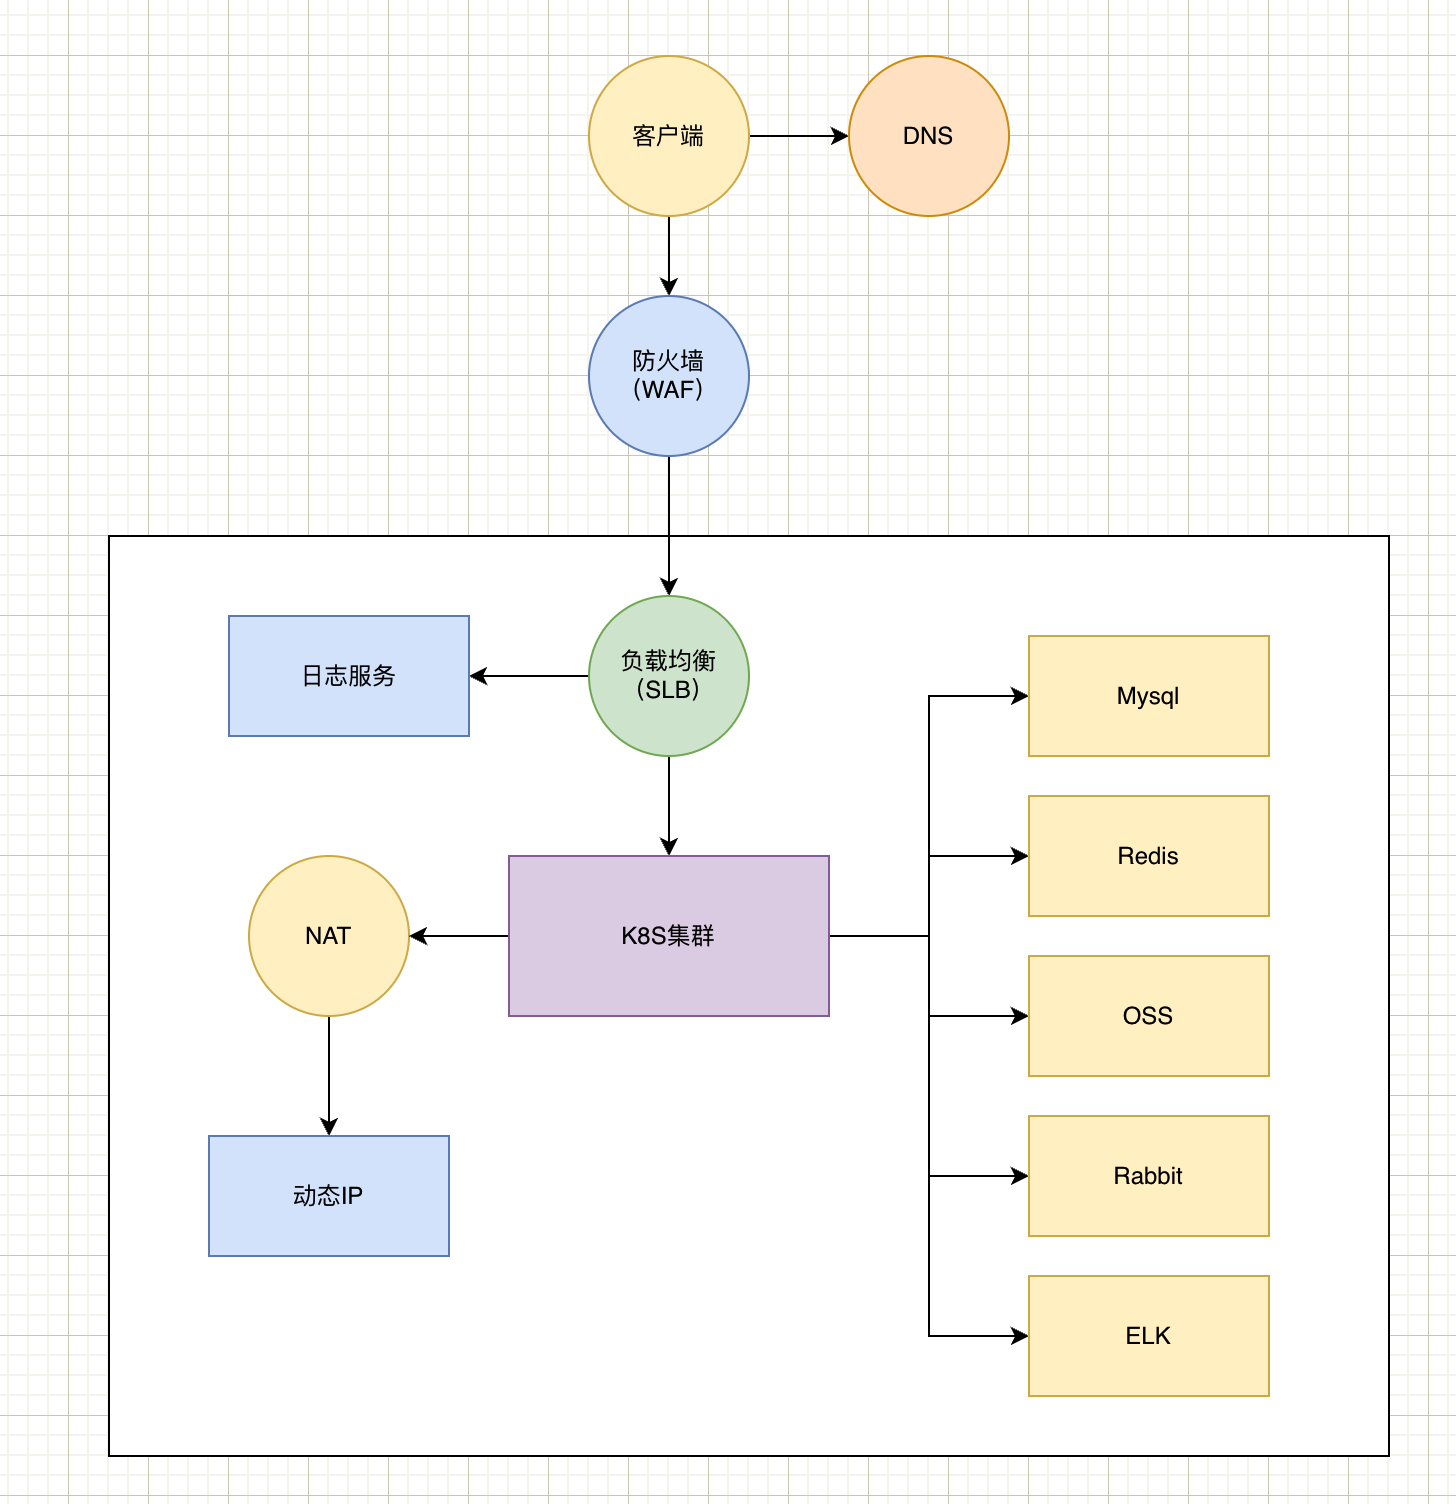 客户端
DNS
防火墙
（WAF）
负载均衡
（SLB）
日志服务
Mysql
Redis
NAT
K8S集群
OSS
Rabbit
动态IP
ELK